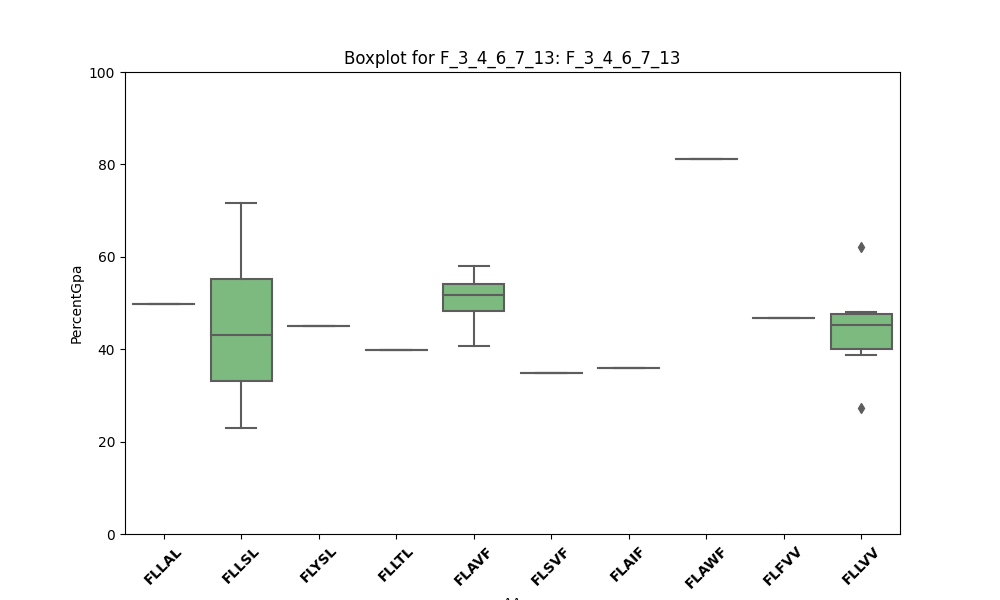 Boxplot for F_3_4_6_7_13: F_3_4_6_7_13
PercentGpa
100
80
60
40
20
0
FLLAL
FLLSL
FLYSL
FLLTL
FLAVF
FLSVF
FLAIF
FLAWF
FLFVV
FLLVV